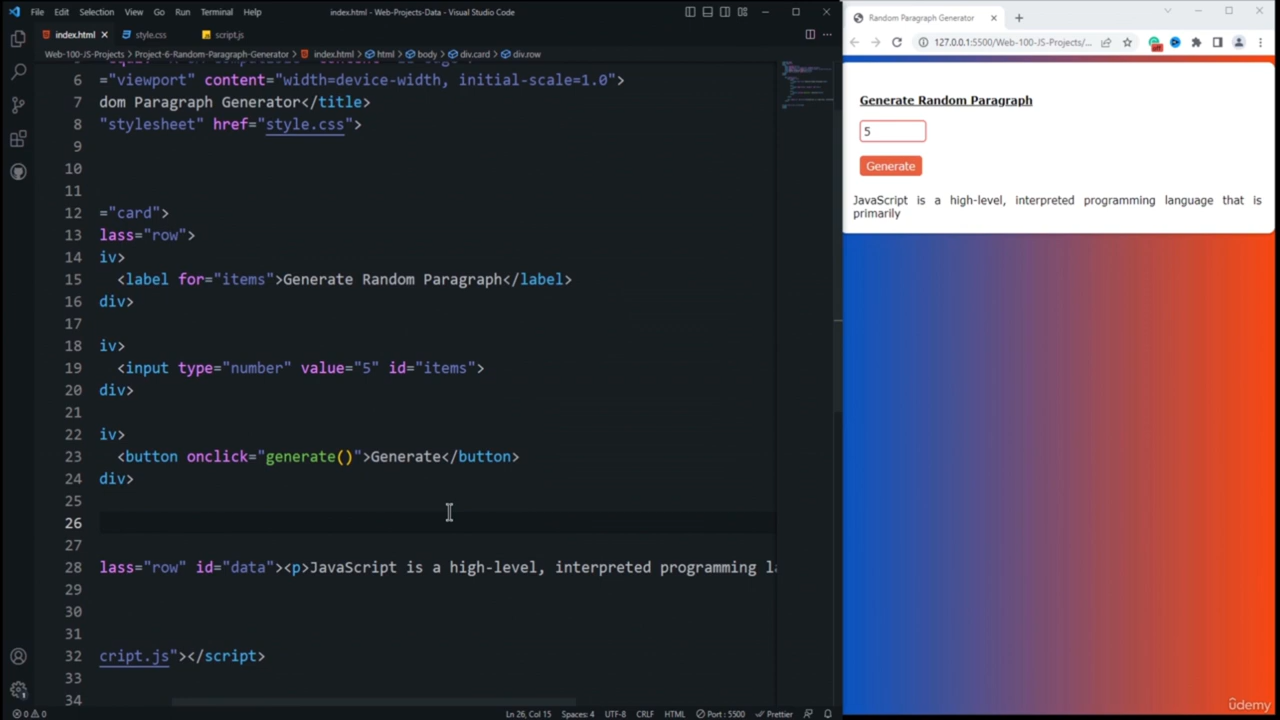 File Edit Selection View Go Run Terminal Help index.html - Web-Projects-Data - Visual Studio Code
index.html style.css script.js
Web-100-JS-Projects > Project-6-Random-Paragraph-Generator > index.html > html > body > div.card > div.row
6 ="viewport" content="width=device-width, initial-scale=1.0">
7 dom Paragraph Generator</title>
8 "stylesheet" href="style.css">
9
10
11
12 ="card">
13 lass="row">
14 iv>
15 <label for="items">Generate Random Paragraph</label>
16 div>
17
18 iv>
19 <input type="number" value="5" id="items">
20 div>
21
22 iv>
23 <button onclick="generate()">Generate</button>
24 div>
25
26
27
28 lass="row" id="data"><p>JavaScript is a high-level, interpreted programming la
29
30
31
32 cript.js"></script>
33
34
0 0 Ln 26, Col 15 Spaces: 4 UTF-8 CRLF HTML Port : 5500 Prettier
Random Paragraph Generator
127.0.0.1:5500/Web-100-JS-Projects/...
Generate Random Paragraph
5
Generate
JavaScript is a high-level, interpreted programming language that is
primarily
ûdemy